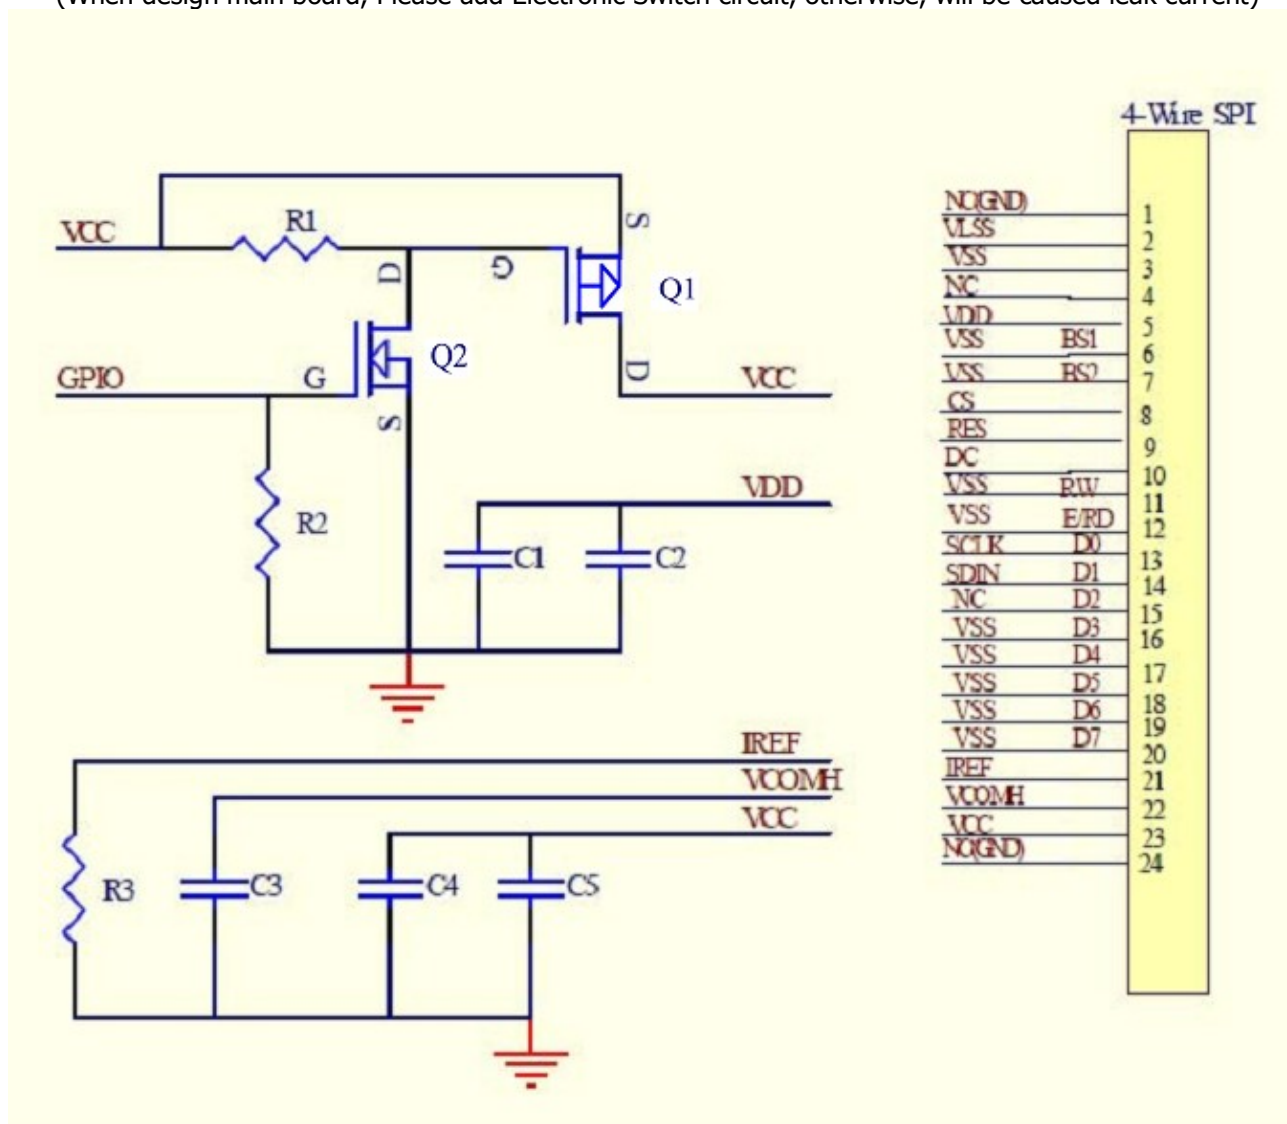 (When design main board, Please add Electronic Switch circuit, otherwise, will be caused leak current)
4-Wire SPI
VCC
R1
S
D
G
Q1
Q2
GPIO
G
D
VCC
S
R2
VDD
C1
C2
IREF
VCOMH
VCC
R3
C3
C4
C5
NC(GND) 1
VLSS 2
VSS 3
NC 4
VDD 5
VSS BS1 6
VSS BS2 7
CS 8
RES 9
DC 10
VSS RW 11
VSS E/RD 12
SCLK D0 13
SDIN D1 14
NC D2 15
VSS D3 16
VSS D4 17
VSS D5 18
VSS D6 19
VSS D7 20
IREF 21
VCOMH 22
VCC 23
NC(GND) 24